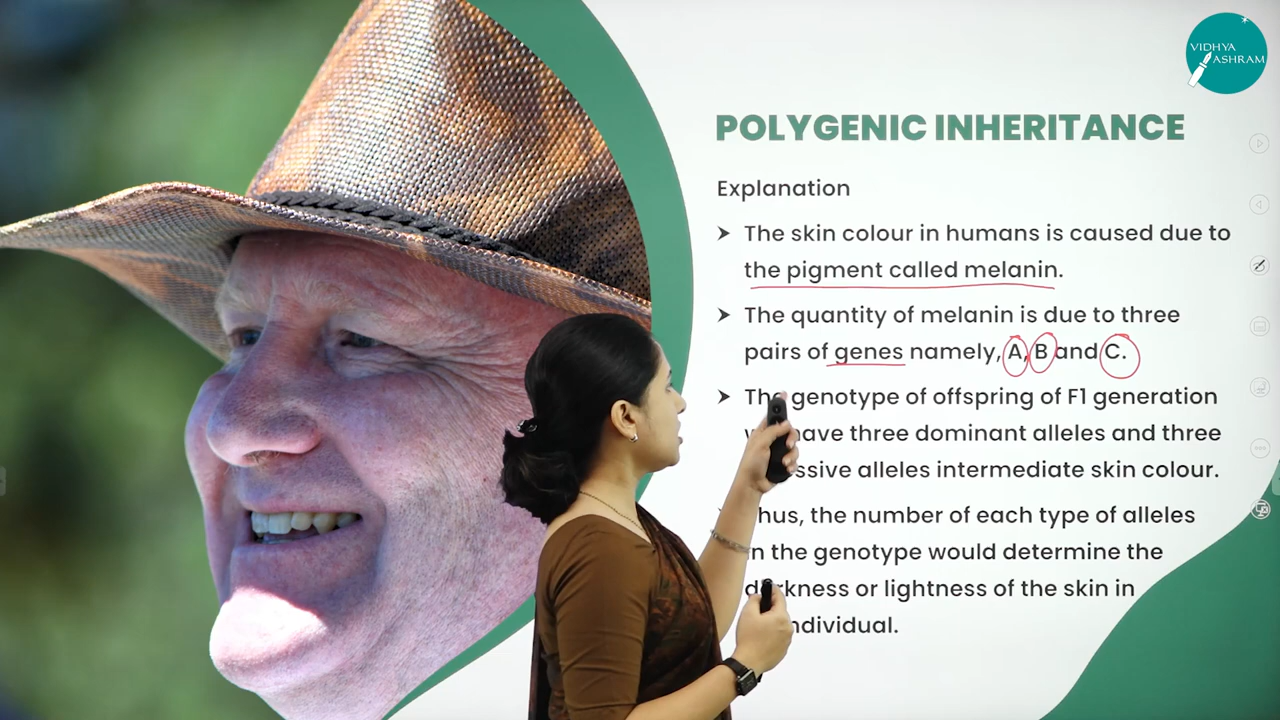 VIDHYA
ASHRAM
POLYGENIC INHERITANCE
Explanation
➤ The skin colour in humans is caused due to
the pigment called melanin.
➤ The quantity of melanin is due to three
pairs of genes namely, A, B and C.
➤ The genotype of offspring of F1 generation
have three dominant alleles and three
alleles intermediate skin colour.
the number of each type of alleles
the genotype would determine the
darkness or lightness of the skin in